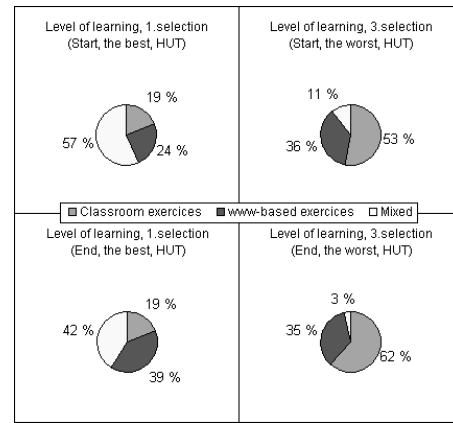 Level of learning, 1.selection
(Start, the best, HUT)
19 %
57 %
24 %
Level of learning, 3.selection
(Start, the worst, HUT)
11 %
36 %
53 %
Classroom exercices www-based exercices Mixed
Level of learning, 1.selection
(End, the best, HUT)
19 %
42 %
39 %
Level of learning, 3.selection
(End, the worst, HUT)
3 %
35 %
62 %